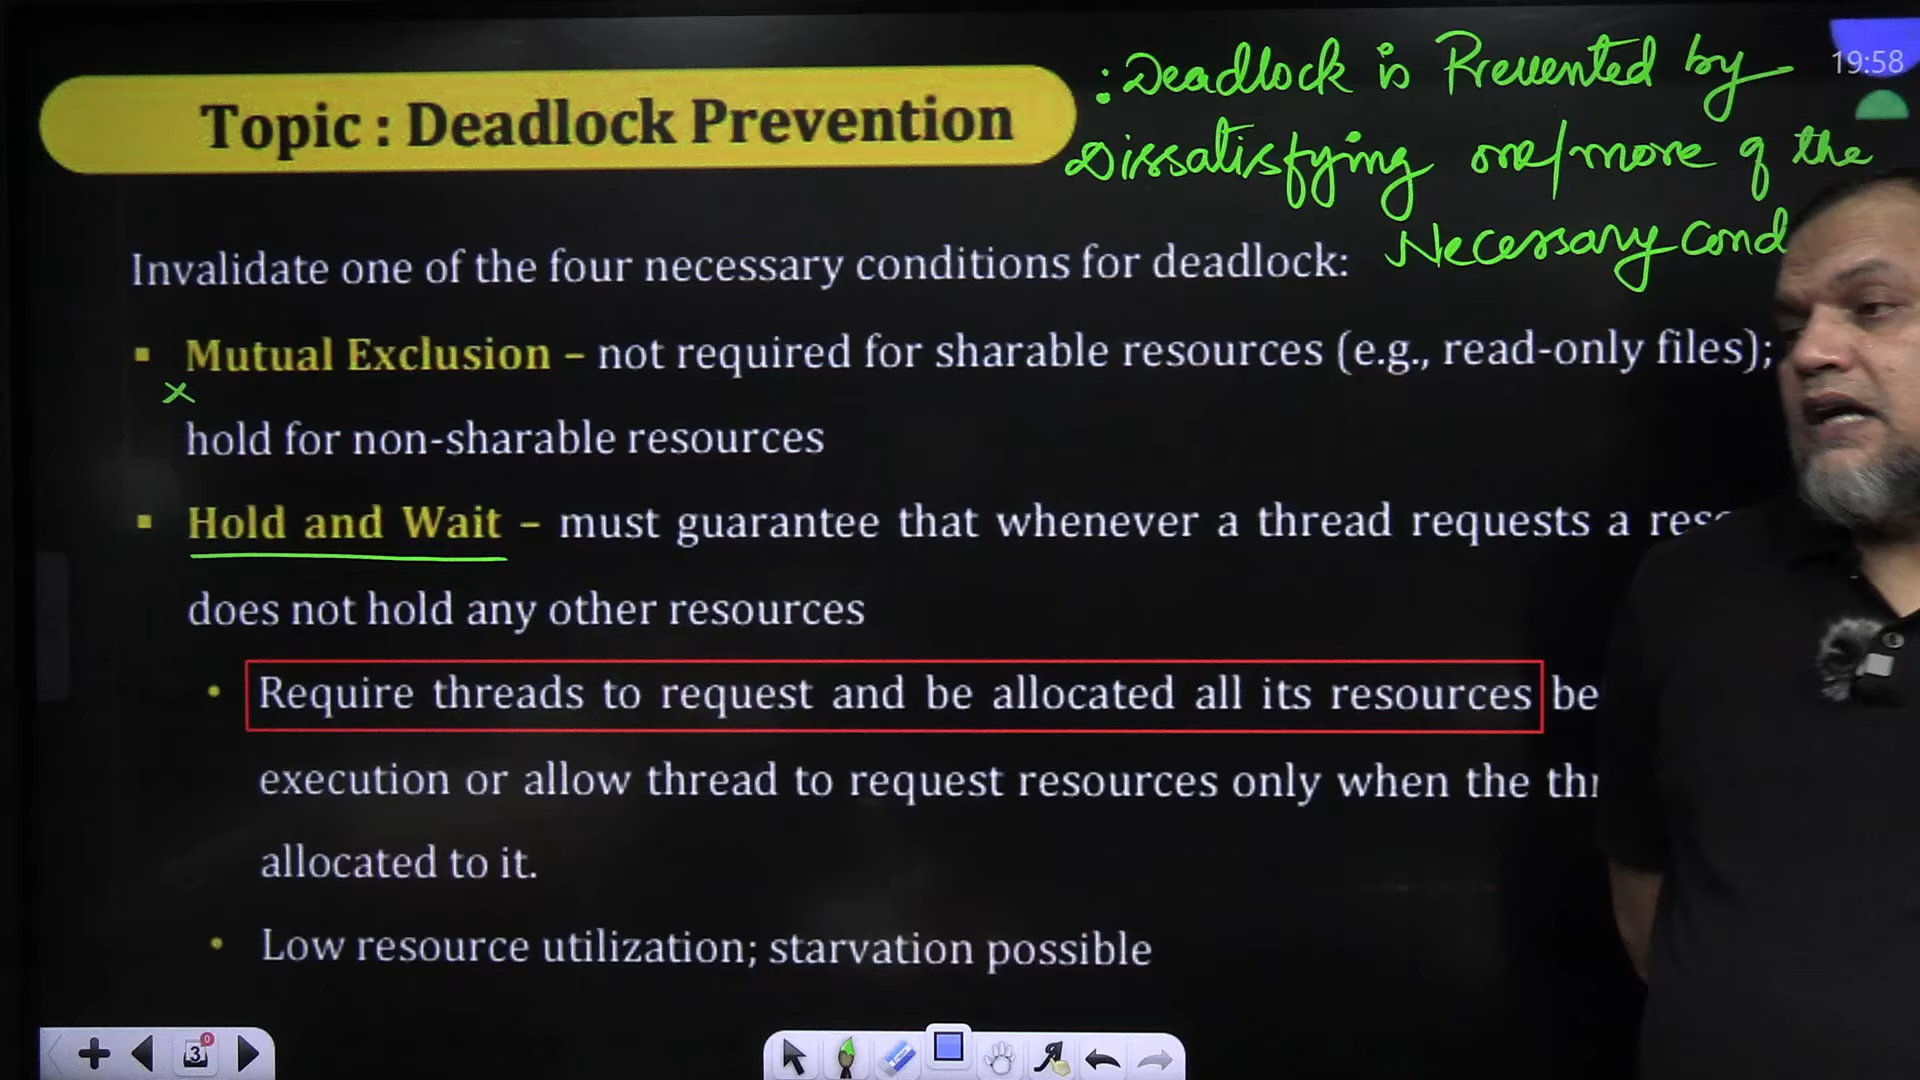 : Deadlock is Prevented by
19:58
Topic : Deadlock Prevention
Dissatisfying one/more of the
Necessary cond
Invalidate one of the four necessary conditions for deadlock:
▪ Mutual Exclusion – not required for sharable resources (e.g., read-only files);
x
hold for non-sharable resources
▪ Hold and Wait – must guarantee that whenever a thread requests a
does not hold any other resources
• Require threads to request and be allocated all its resources be
execution or allow thread to request resources only when the
allocated to it.
• Low resource utilization; starvation possible
3
0